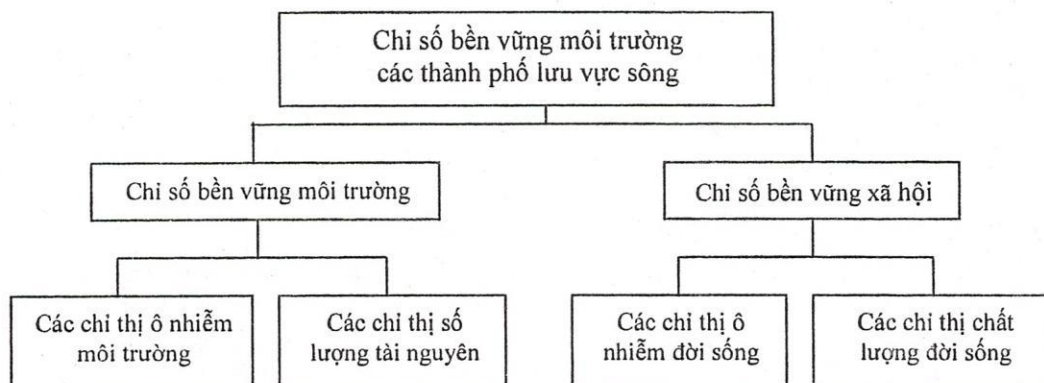 Chỉ số bền vững môi trường
các thành phố lưu vực sông
Chỉ số bền vững môi trường
Chỉ số bền vững xã hội
Các chỉ thị ô nhiễm
môi trường
Các chỉ thị số
lượng tài nguyên
Các chỉ thị ô
nhiễm đời sống
Các chỉ thị chất
lượng đời sống